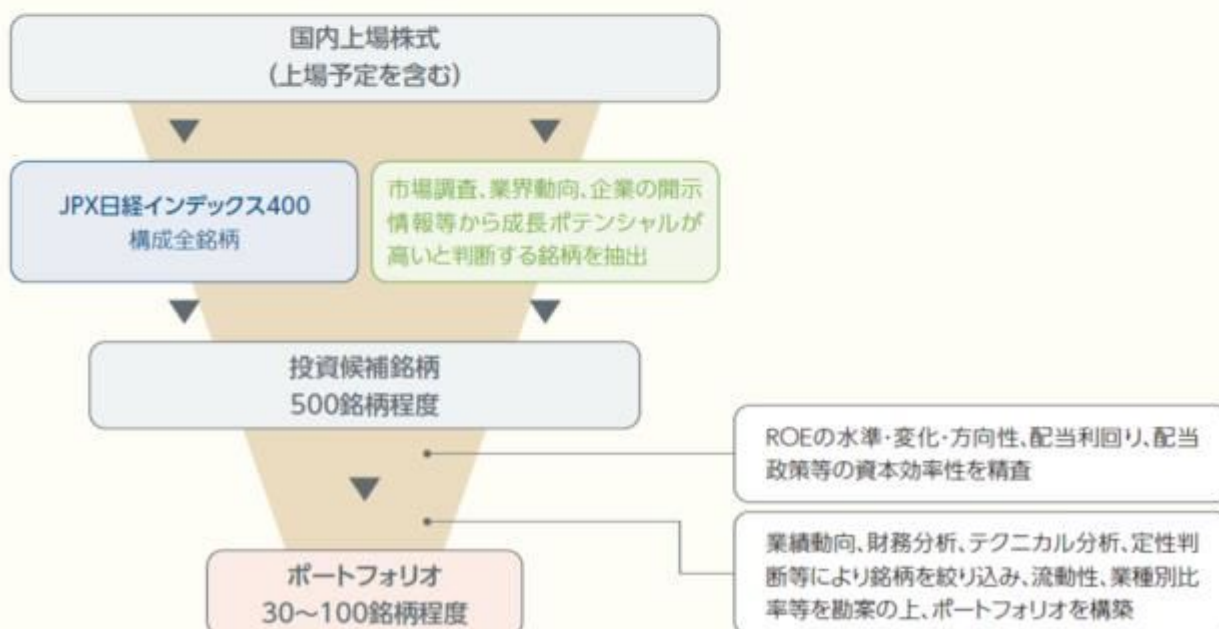 国内上場株式
(上場予定を含む)
JPX日経インデックス400
構成全銘柄
市場調査、業界動向、企業の開示
情報等から成長ポテンシャルが
高いと判断する銘柄を抽出
投資候補銘柄
500銘柄程度
ROEの水準・変化・方向性、配当利回り、配当
政策等の資本効率性を精査
業績動向、財務分析、テクニカル分析、定性判
断等により銘柄を絞り込み、流動性、業種別比
率等を勘案の上、ポートフォリオを構築
ポートフォリオ
30〜100銘柄程度